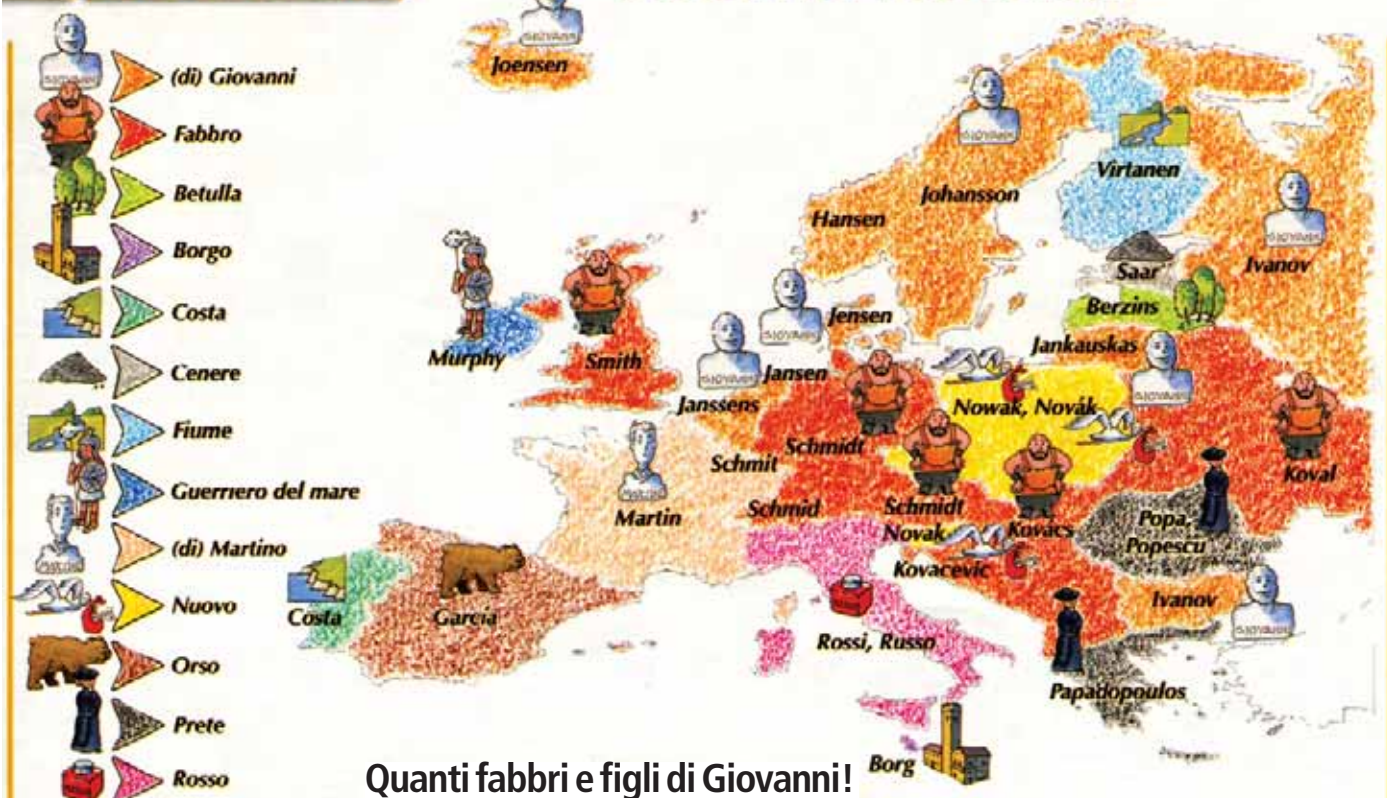 (di) Giovanni
Fabbro
Betulla
Borgo
Costa
Cenere
Fiume
Guerriero del mare
(di) Martino
Nuovo
Orso
Prete
Rosso
Joensen
Hansen
Johansson
Virtanen
Ivanov
Saar
Berzins
Jankauskas
Murphy
Smith
Jensen
Jansen
Janssens
Nowak, Novák
Schmit
Schmidt
Koval
Martin
Schmid
Schmidt
Novak
Kovács
Kovacevic
Popa,
Popescu
Ivanov
Costa
Garcia
Rossi, Russo
Papadopoulos
Borg
Quanti fabbri e figli di Giovanni!